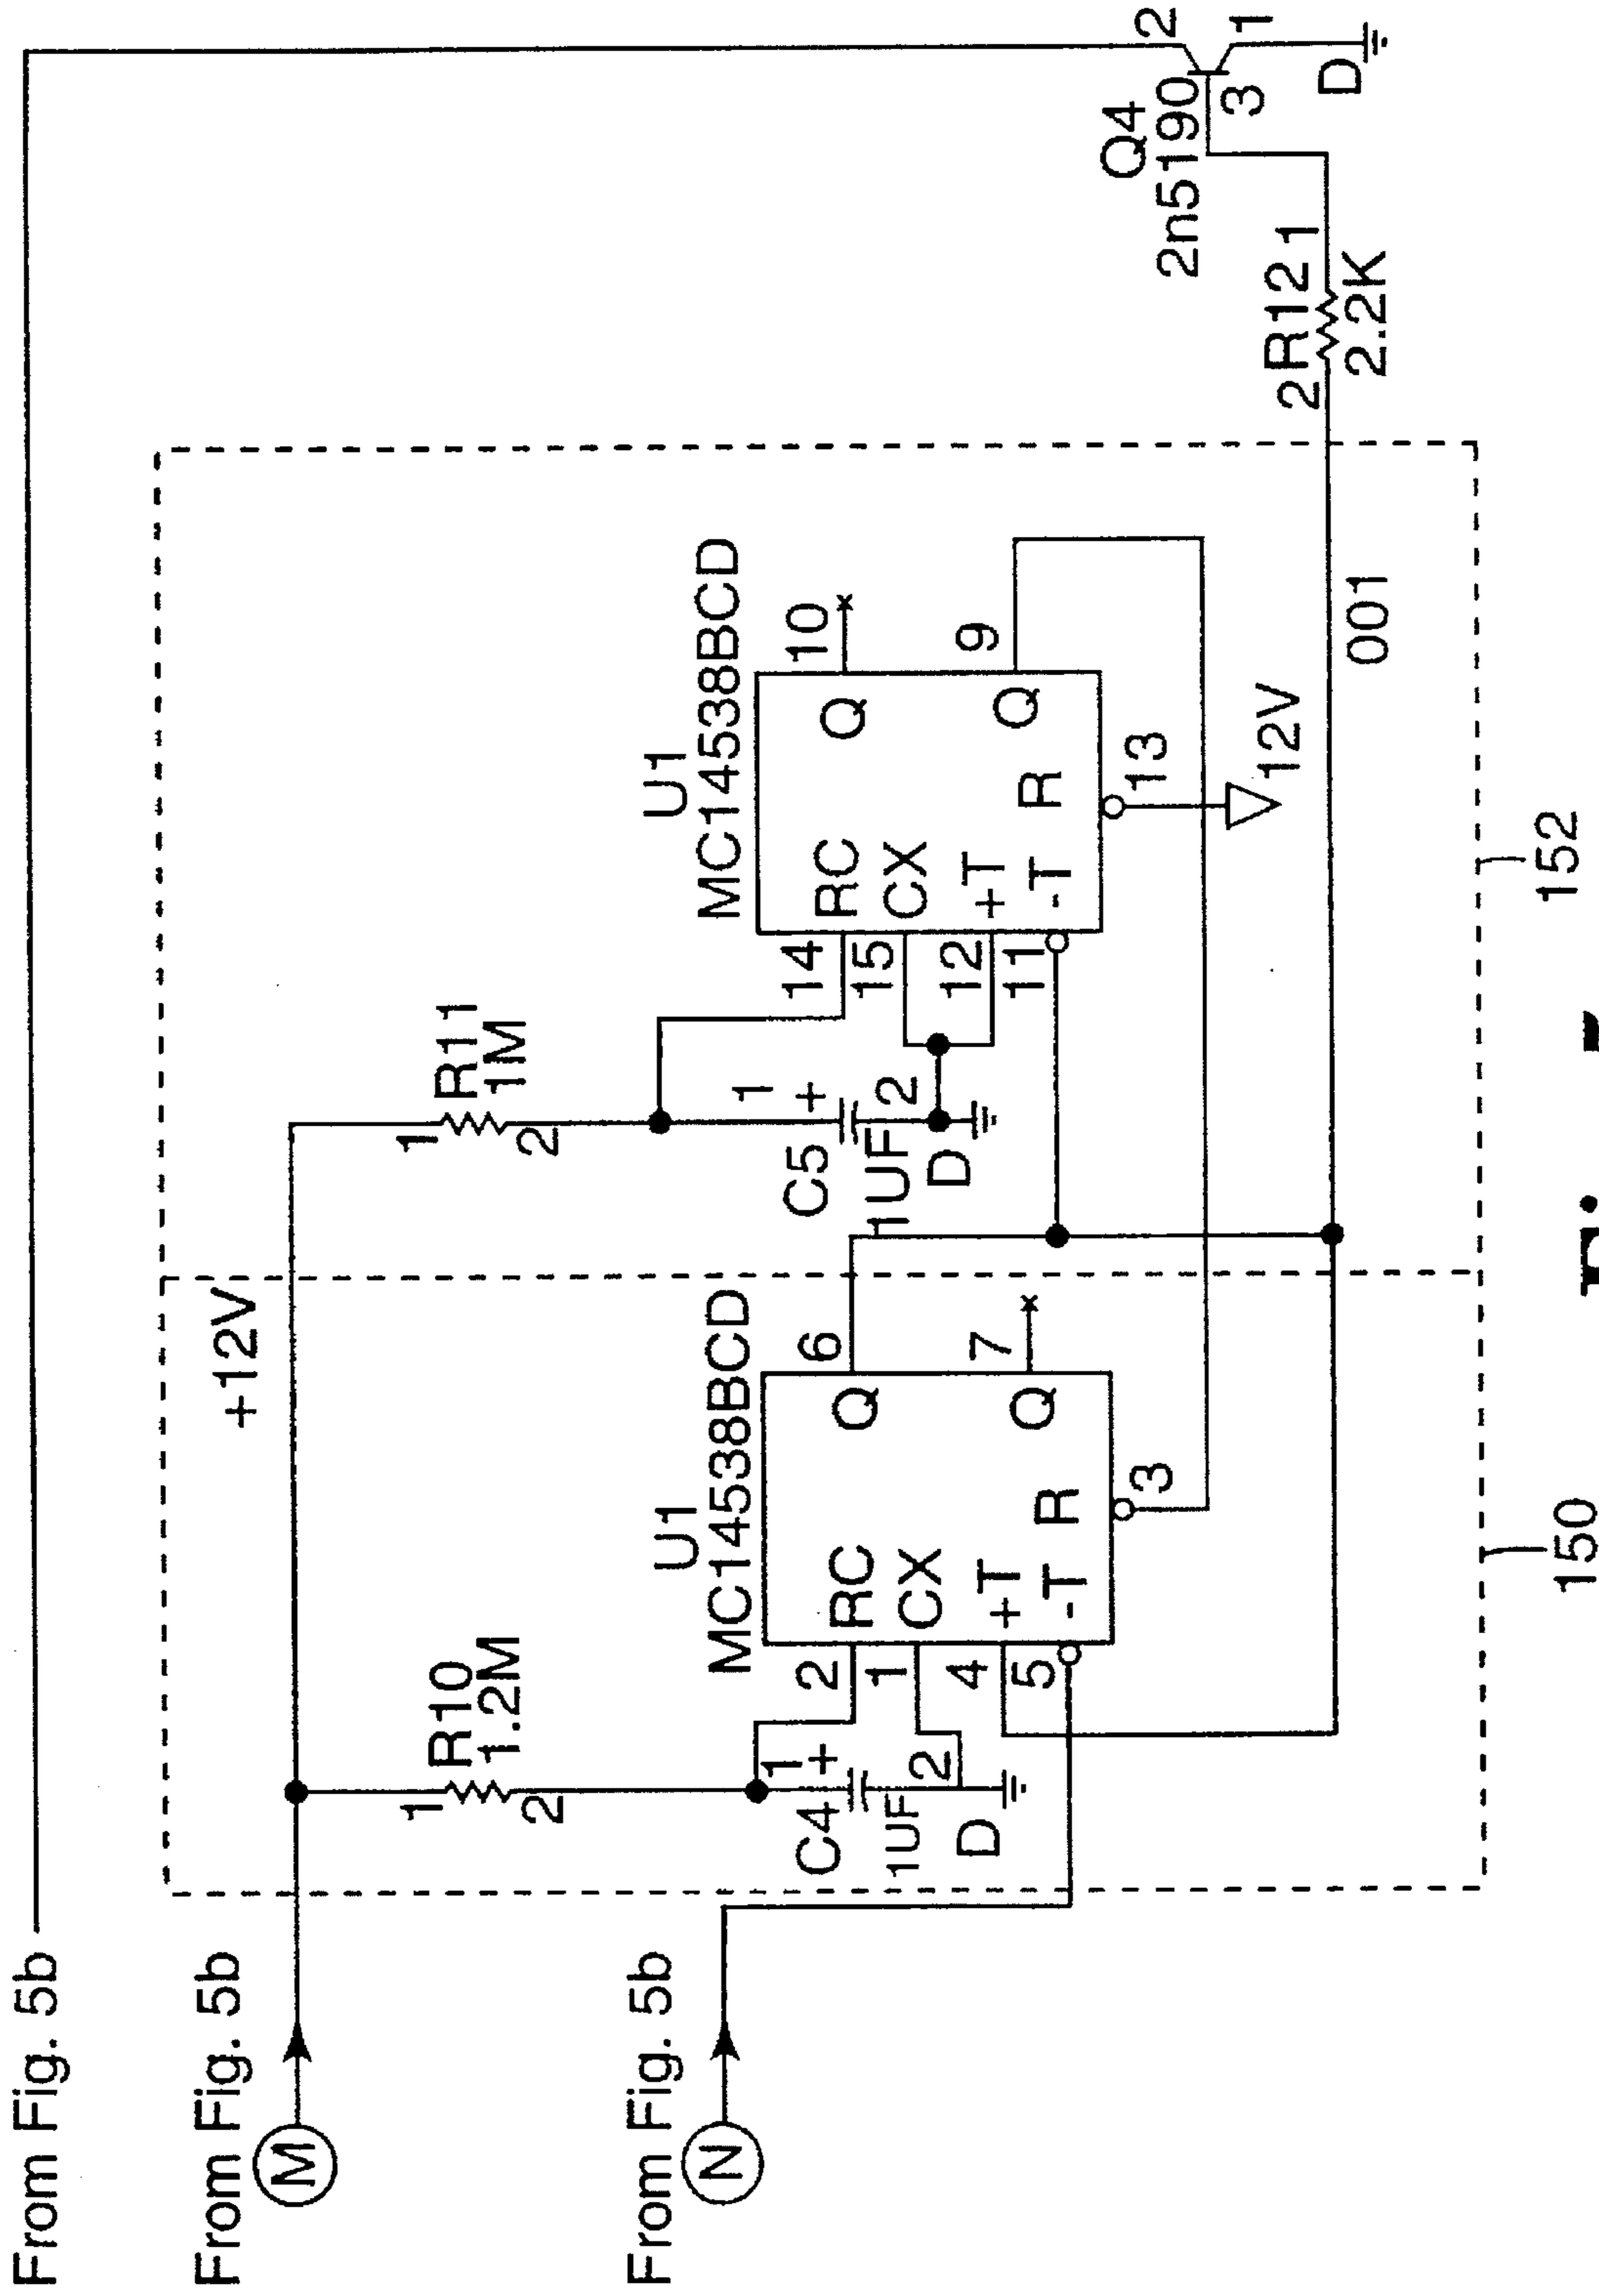 From Fig. 5b
From Fig. 5b
M
From Fig. 5b
N
+12V
1
R10
1.2M
2
1
+
C4
1UF
2
D
U1
MC14538BCD
2
RC
1
CX
4
+T
5
-T
R
3
Q
6
Q
7
1
R11
1M
2
1
+
C5
1UF
2
D
U1
MC14538BCD
14
RC
15
CX
12
+T
11
-T
R
13
12V
Q
10
Q
9
001
2
R12
1
2.2K
Q4
2n5190
2
3
1
D
150
152